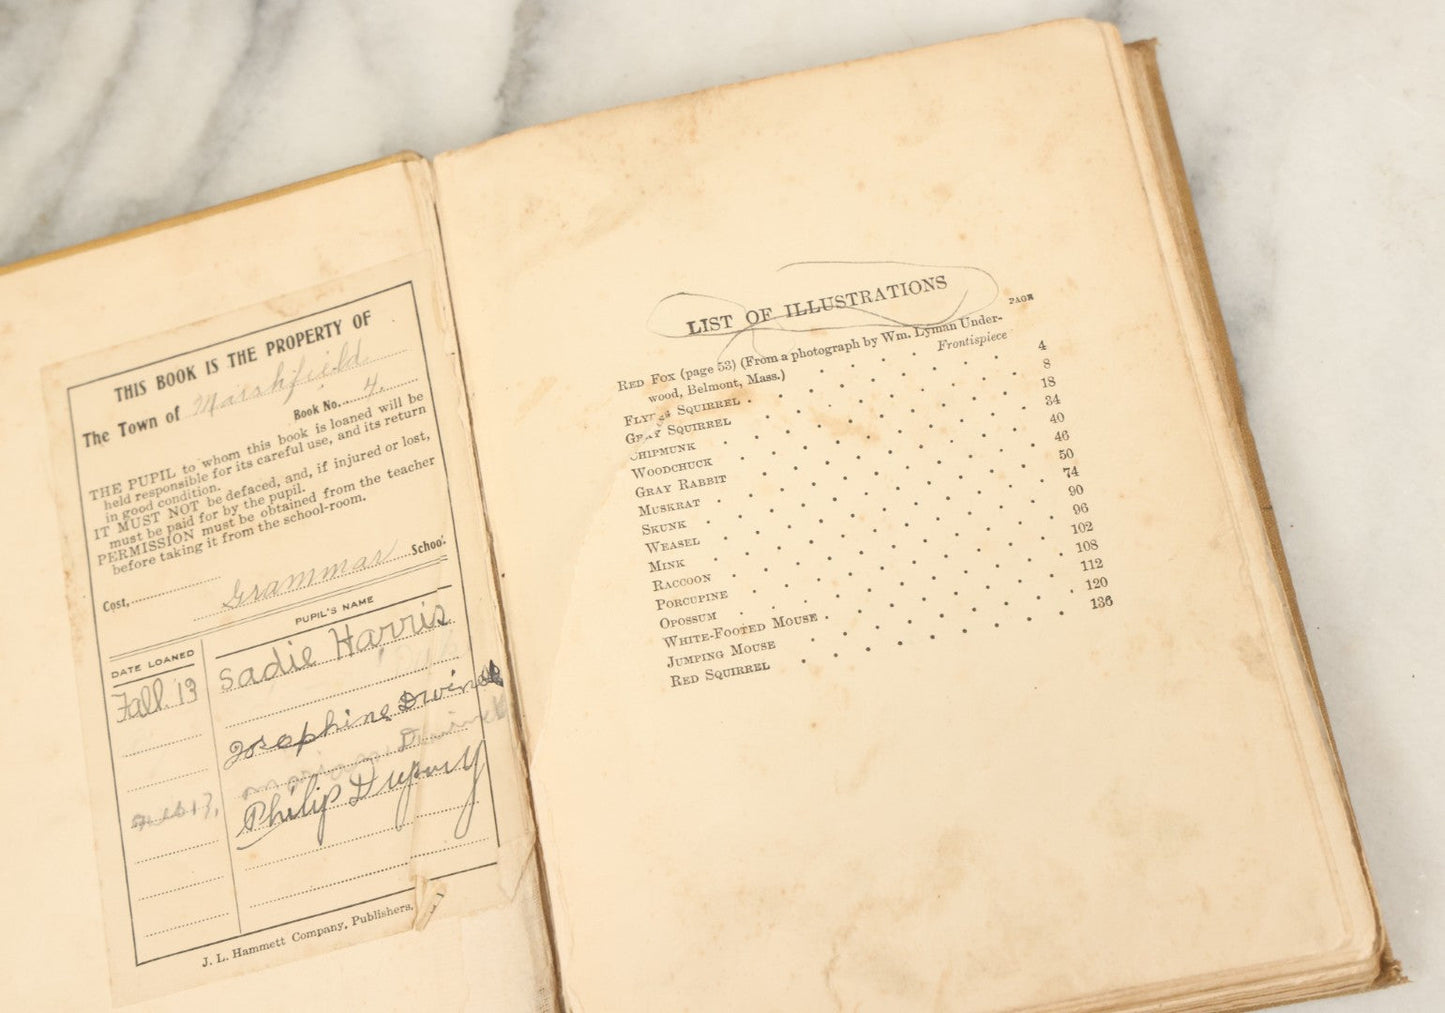 THIS BOOK IS THE PROPERTY OF
The Town of Marshfield.
Book No. 4.
THE PUPIL to whom this book is loaned will be
held responsible for its careful use, and its return
in good condition.
IT MUST NOT be defaced, and, if injured or lost,
must be paid for by the pupil.
PERMISSION must be obtained from the teacher
before taking it from the school-room.
Cost,
Grammar School
DATE LOANED PUPIL'S NAME
Fall. '13 Sadie Harris
Josephine
Philip
J. L. Hammett Company, Publishers,
LIST OF ILLUSTRATIONS
PAGE
RED FOX (page 53) (From a photograph by Wm. Lyman Under-
wood, Belmont, Mass.) Frontispiece
FLYING SQUIRREL 4
GRAY SQUIRREL 8
CHIPMUNK 18
WOODCHUCK 34
GRAY RABBIT 40
MUSKRAT 46
SKUNK 50
WEASEL 74
MINK 90
RACCOON 96
PORCUPINE 102
OPOSSUM 108
WHITE-FOOTED MOUSE 112
JUMPING MOUSE 120
RED SQUIRREL 136